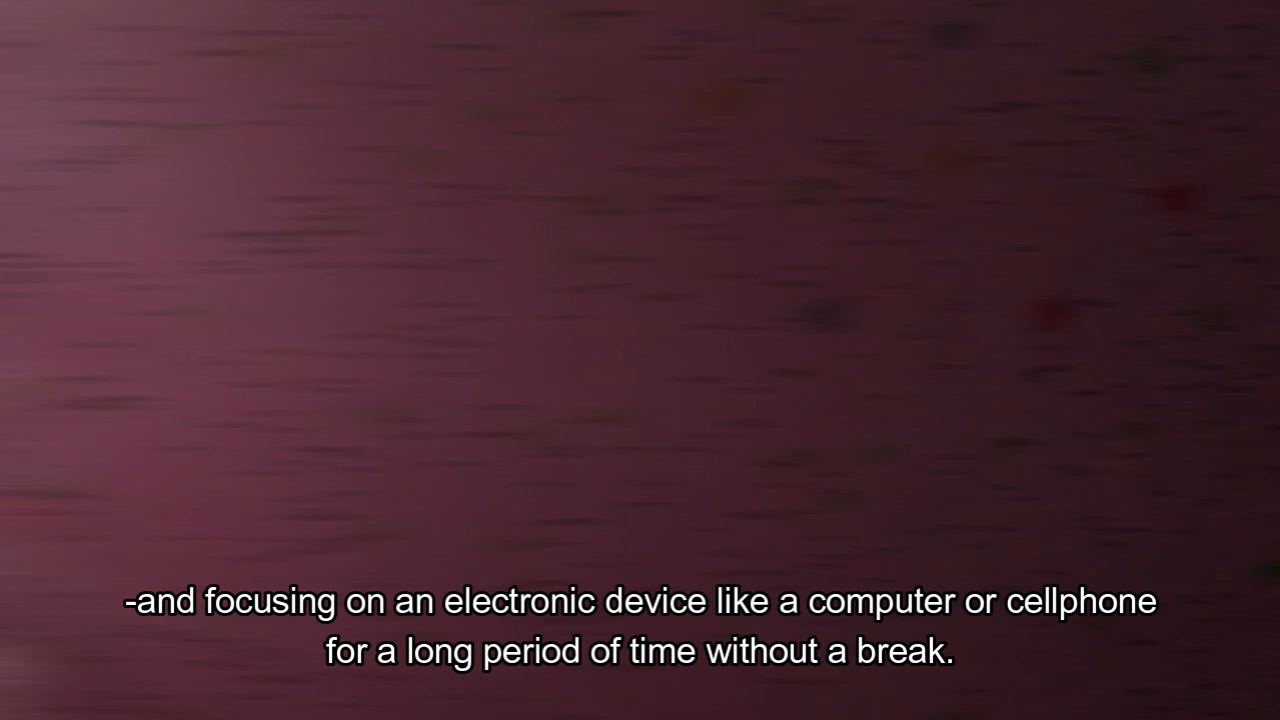 -and focusing on an electronic device like a computer or cellphone
for a long period of time without a break.